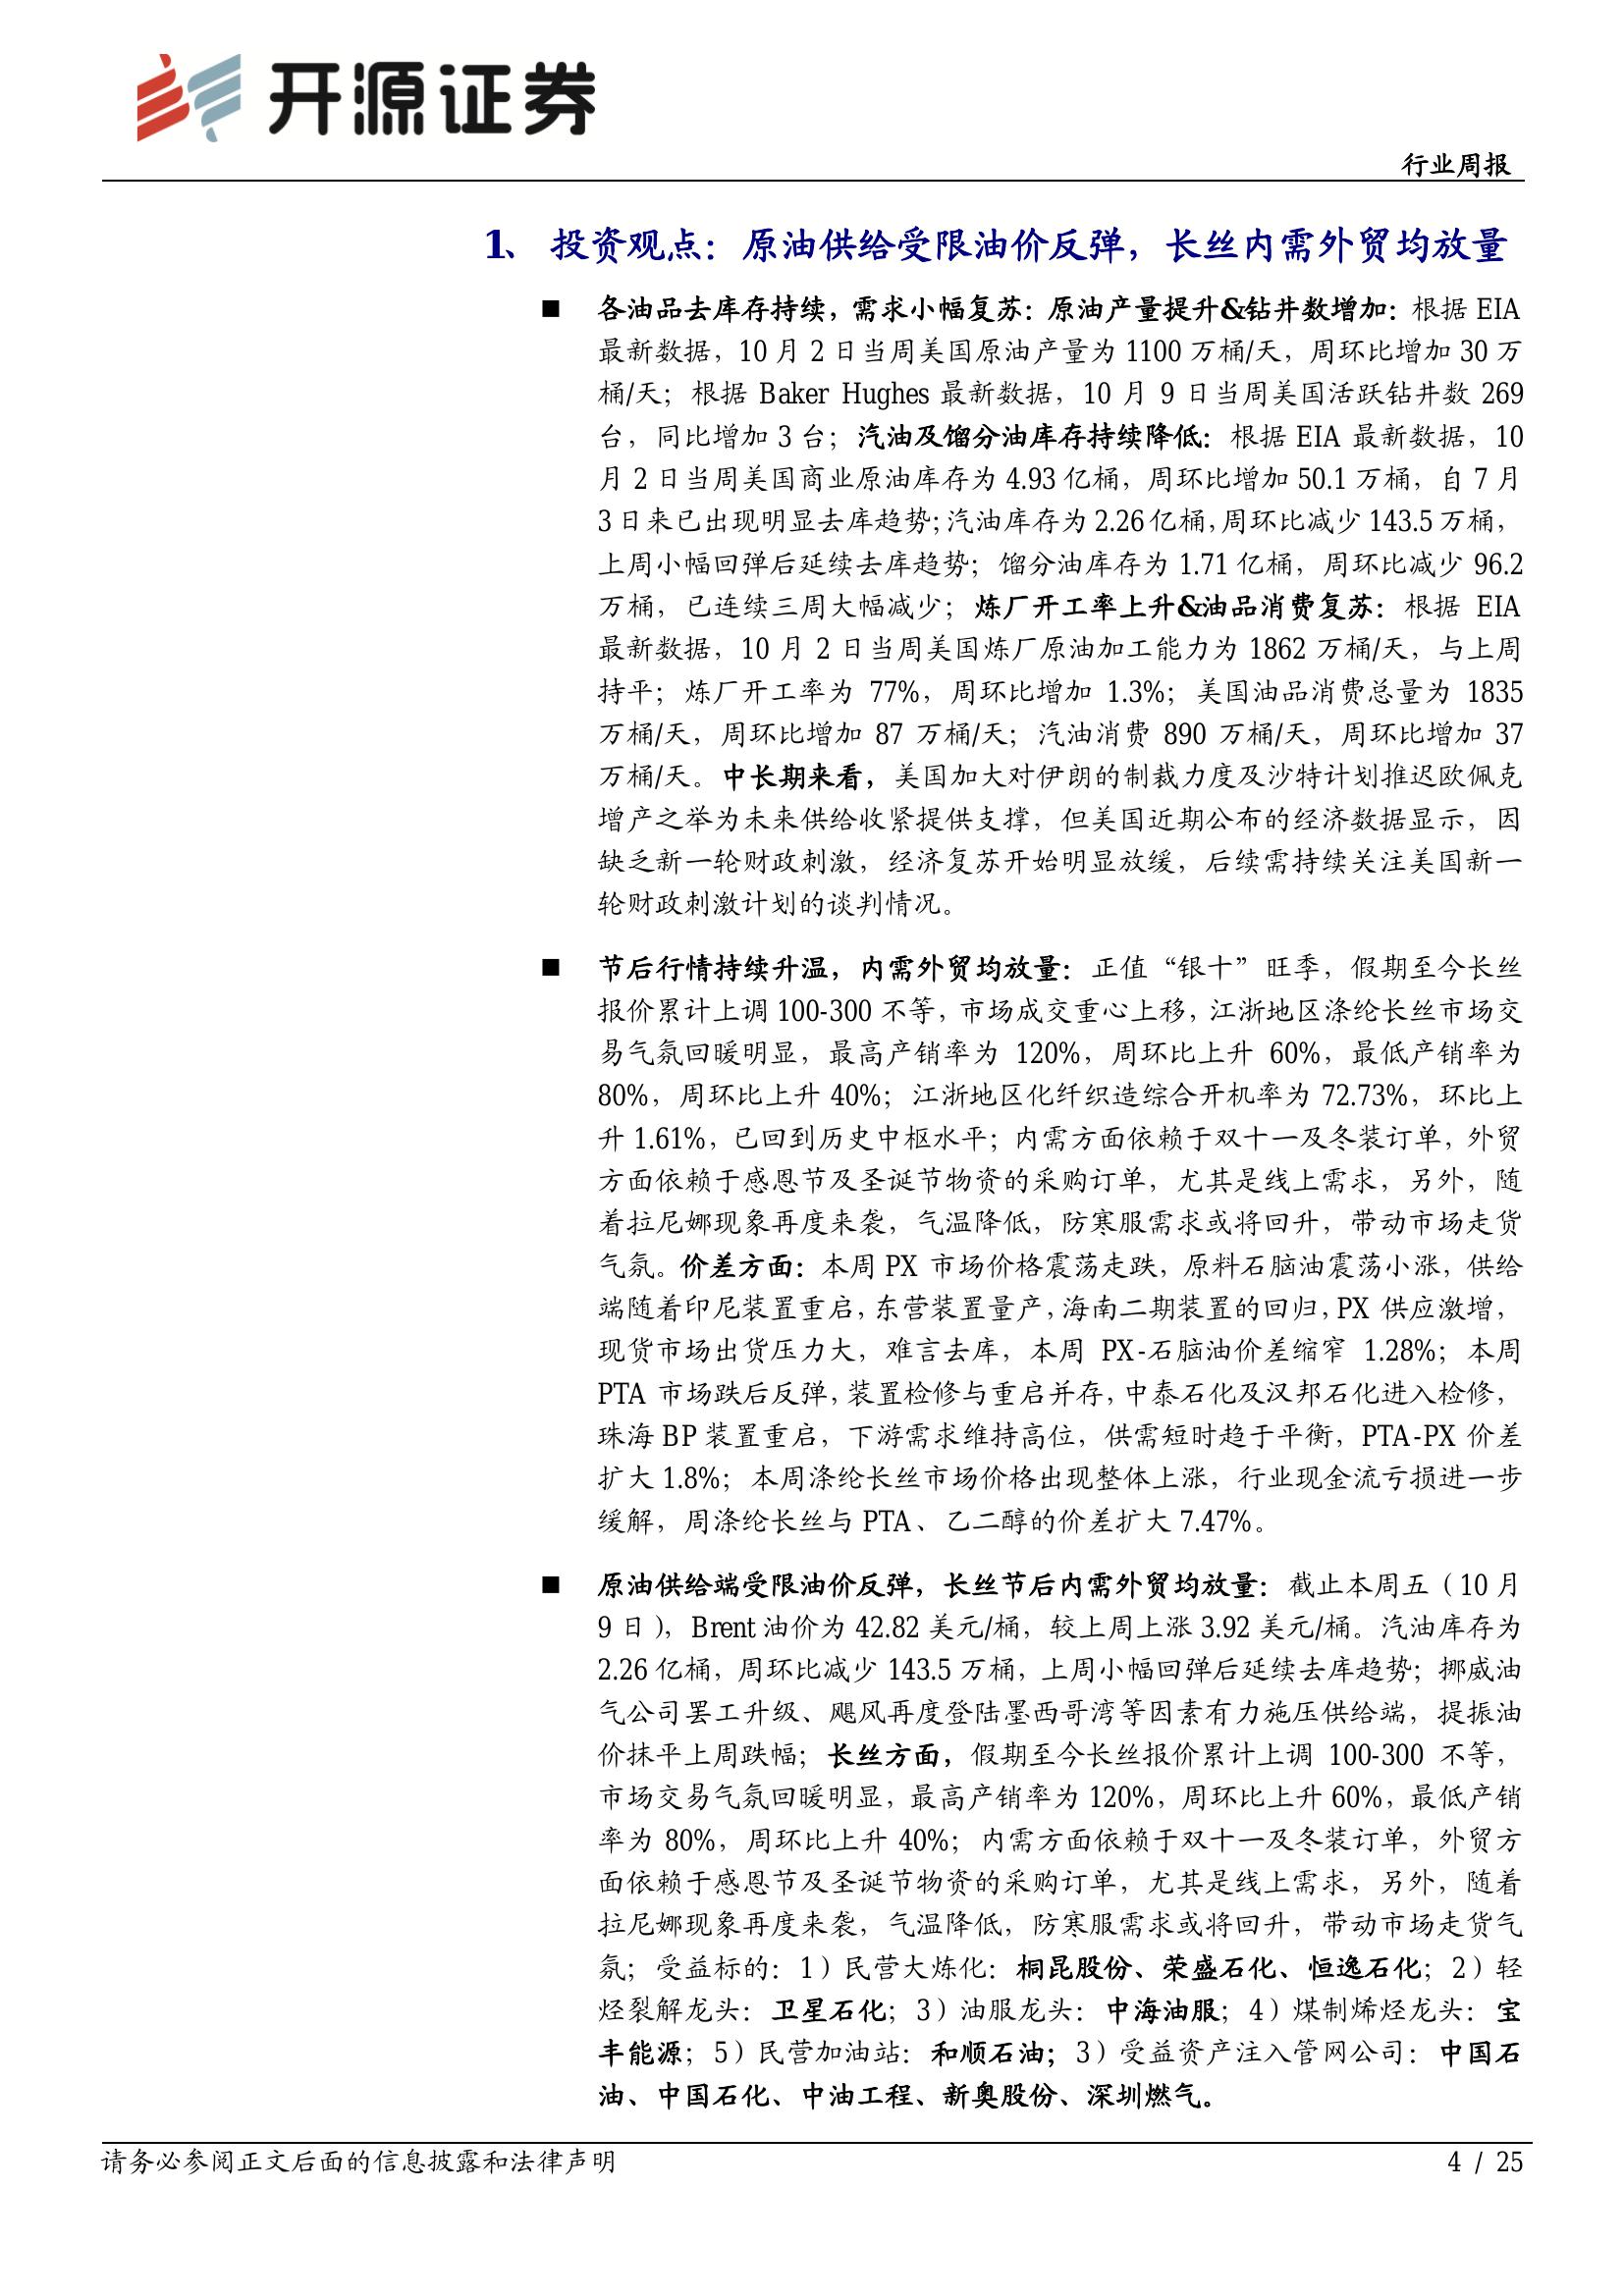 开源证券
行业周报
1、 投资观点：原油供给受限油价反弹，长丝内需外贸均放量
■ 各油品去库存持续，需求小幅复苏：原油产量提升&钻井数增加：根据 EIA
最新数据，10 月 2 日当周美国原油产量为 1100 万桶/天，周环比增加 30 万
桶/天；根据 Baker Hughes 最新数据，10 月 9 日当周美国活跃钻井数 269
台，同比增加 3 台；汽油及馏分油库存持续降低：根据 EIA 最新数据，10
月 2 日当周美国商业原油库存为 4.93 亿桶，周环比增加 50.1 万桶，自 7 月
3 日来已出现明显去库趋势；汽油库存为 2.26 亿桶，周环比减少 143.5 万桶，
上周小幅回弹后延续去库趋势；馏分油库存为 1.71 亿桶，周环比减少 96.2
万桶，已连续三周大幅减少；炼厂开工率上升&油品消费复苏：根据 EIA
最新数据，10 月 2 日当周美国炼厂原油加工能力为 1862 万桶/天，与上周
持平；炼厂开工率为 77%，周环比增加 1.3%；美国油品消费总量为 1835
万桶/天，周环比增加 87 万桶/天；汽油消费 890 万桶/天，周环比增加 37
万桶/天。中长期来看，美国加大对伊朗的制裁力度及沙特计划推迟欧佩克
增产之举为未来供给收紧提供支撑，但美国近期公布的经济数据显示，因
缺乏新一轮财政刺激，经济复苏开始明显放缓，后续需持续关注美国新一
轮财政刺激计划的谈判情况。
■ 节后行情持续升温，内需外贸均放量：正值“银十”旺季，假期至今长丝
报价累计上调 100-300 不等，市场成交重心上移，江浙地区涤纶长丝市场交
易气氛回暖明显，最高产销率为 120%，周环比上升 60%，最低产销率为
80%，周环比上升 40%；江浙地区化纤织造综合开机率为 72.73%，环比上
升 1.61%，已回到历史中枢水平；内需方面依赖于双十一及冬装订单，外贸
方面依赖于感恩节及圣诞节物资的采购订单，尤其是线上需求，另外，随
着拉尼娜现象再度来袭，气温降低，防寒服需求或将回升，带动市场走货
气氛。价差方面：本周 PX 市场价格震荡走跌，原料石脑油震荡小涨，供给
端随着印尼装置重启，东营装置量产，海南二期装置的回归，PX 供应激增，
现货市场出货压力大，难言去库，本周 PX-石脑油价差缩窄 1.28%；本周
PTA 市场跌后反弹，装置检修与重启并存，中泰石化及汉邦石化进入检修，
珠海 BP 装置重启，下游需求维持高位，供需短时趋于平衡，PTA-PX 价差
扩大 1.8%；本周涤纶长丝市场价格出现整体上涨，行业现金流亏损进一步
缓解，周涤纶长丝与 PTA、乙二醇的价差扩大 7.47%。
■ 原油供给端受限油价反弹，长丝节后内需外贸均放量：截止本周五（10 月
9 日），Brent 油价为 42.82 美元/桶，较上周上涨 3.92 美元/桶。汽油库存为
2.26 亿桶，周环比减少 143.5 万桶，上周小幅回弹后延续去库趋势；挪威油
气公司罢工升级、飓风再度登陆墨西哥湾等因素有力施压供给端，提振油
价抹平上周跌幅；长丝方面，假期至今长丝报价累计上调 100-300 不等，
市场交易气氛回暖明显，最高产销率为 120%，周环比上升 60%，最低产销
率为 80%，周环比上升 40%；内需方面依赖于双十一及冬装订单，外贸方
面依赖于感恩节及圣诞节物资的采购订单，尤其是线上需求，另外，随着
拉尼娜现象再度来袭，气温降低，防寒服需求或将回升，带动市场走货气
氛；受益标的：1）民营大炼化：桐昆股份、荣盛石化、恒逸石化；2）轻
烃裂解龙头：卫星石化；3）油服龙头：中海油服；4）煤制烯烃龙头：宝
丰能源；5）民营加油站：和顺石油；3）受益资产注入管网公司：中国石
油、中国石化、中油工程、新奥股份、深圳燃气。
请务必参阅正文后面的信息披露和法律声明
4 / 25